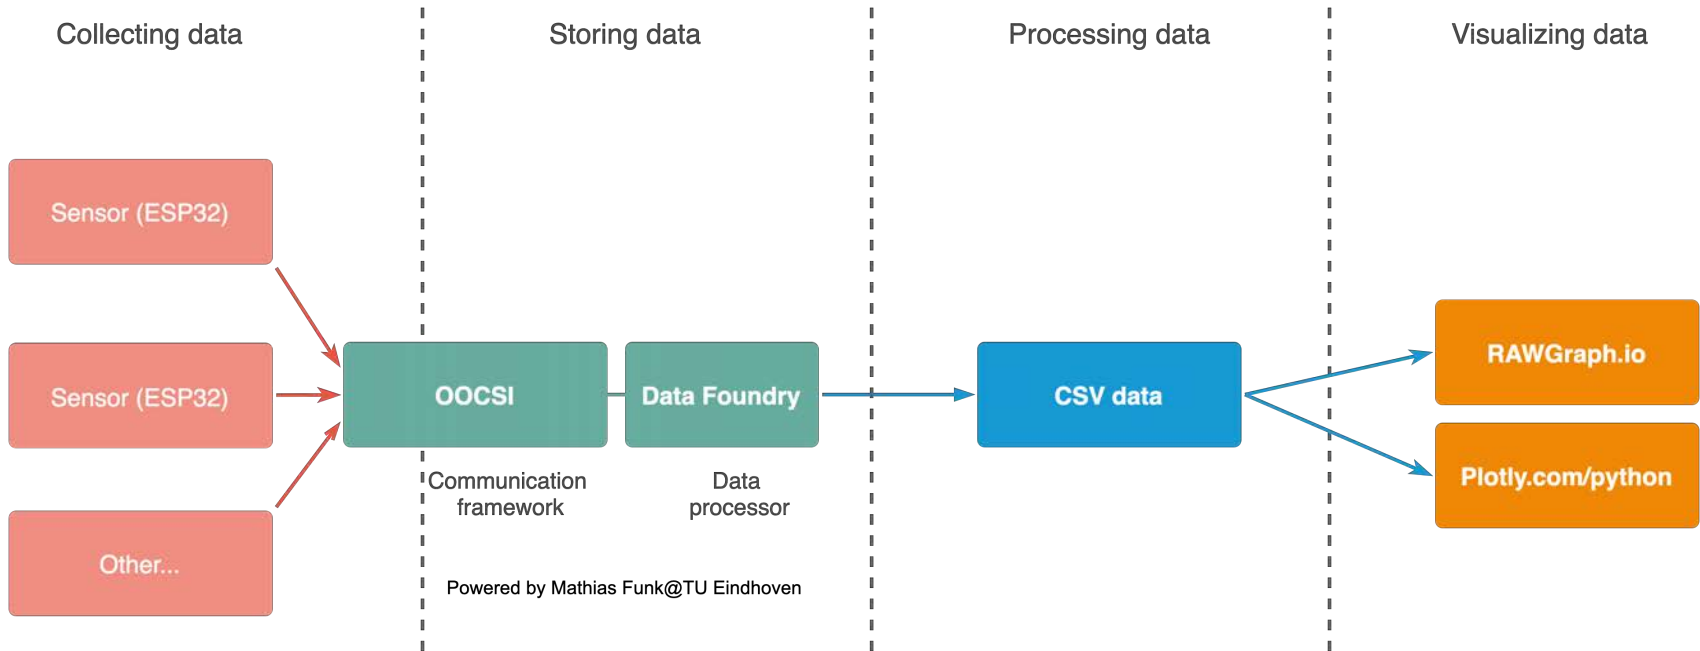 Collecting data
Storing data
Processing data
Visualizing data
Sensor (ESP32)
Sensor (ESP32)
Other...
OOCSI
Data Foundry
Communication
framework
Data
processor
Powered by Mathias Funk@TU Eindhoven
CSV data
RAWGraph.io
Plotly.com/python